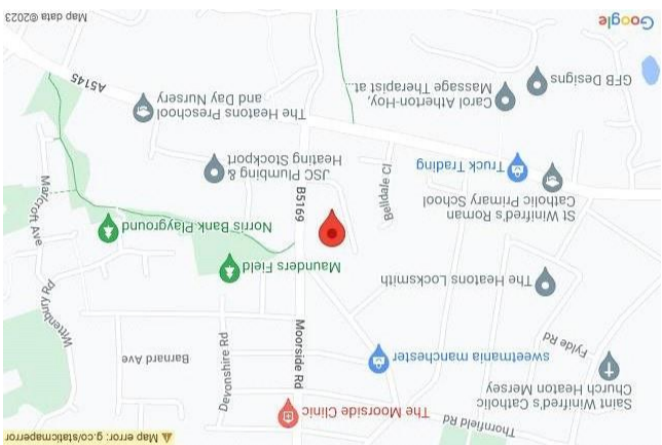 ⚠ Map error: g.co/staticmaperror
Thornfield Rd
The Moorside Clinic
Saint Winifred's Catholic
Church Heaton Mersey
sweetmania manchester
Moorside Rd
Devonshire Rd
Barnard Ave
Fylde Rd
Wittenbury Rd
The Heatons Locksmith
Maunders Field
Norris Bank Playground
St Winifred's Roman
Catholic Primary School
Truck Trading
Belldale Cl
B5169
JSC Plumbing &
Heating Stockport
Marcroft Ave
GFB Designs
Carol Atherton-Hoy,
Massage Therapist at...
The Heatons Preschool
and Day Nursery
A5145
Google
Map data ©2023